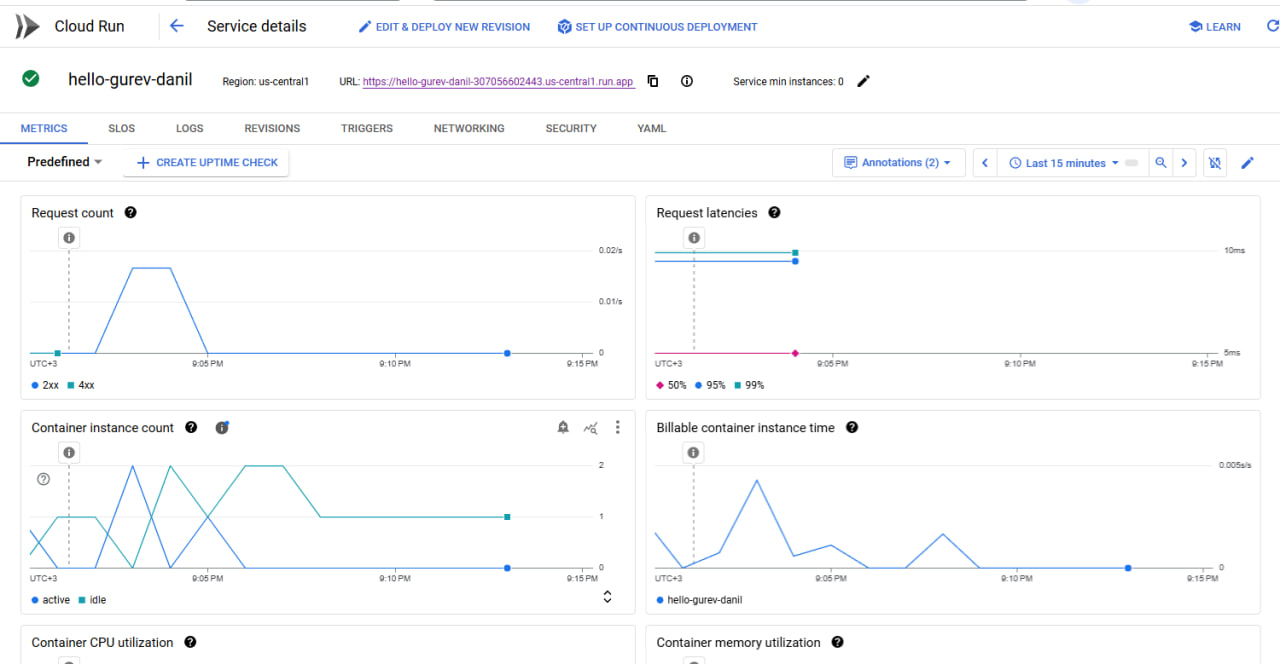 Cloud Run
Service details
EDIT & DEPLOY NEW REVISION
SET UP CONTINUOUS DEPLOYMENT
LEARN
hello-gurev-danil
Region: us-central1
URL: https://hello-gurev-danil-307056602443.us-central1.run.app
Service min instances: 0
METRICS
SLOS
LOGS
REVISIONS
TRIGGERS
NETWORKING
SECURITY
YAML
Predefined
CREATE UPTIME CHECK
Annotations (2)
Last 15 minutes
Request count
0.02/s
0.01/s
0
UTC+3
9:05 PM
9:10 PM
9:15 PM
2xx
4xx
Request latencies
10ms
5ms
UTC+3
9:05 PM
9:10 PM
9:15 PM
50%
95%
99%
Container instance count
2
1
0
UTC+3
9:05 PM
9:10 PM
9:15 PM
active
idle
Billable container instance time
0.005s/s
0
UTC+3
9:05 PM
9:10 PM
9:15 PM
hello-gurev-danil
Container CPU utilization
Container memory utilization